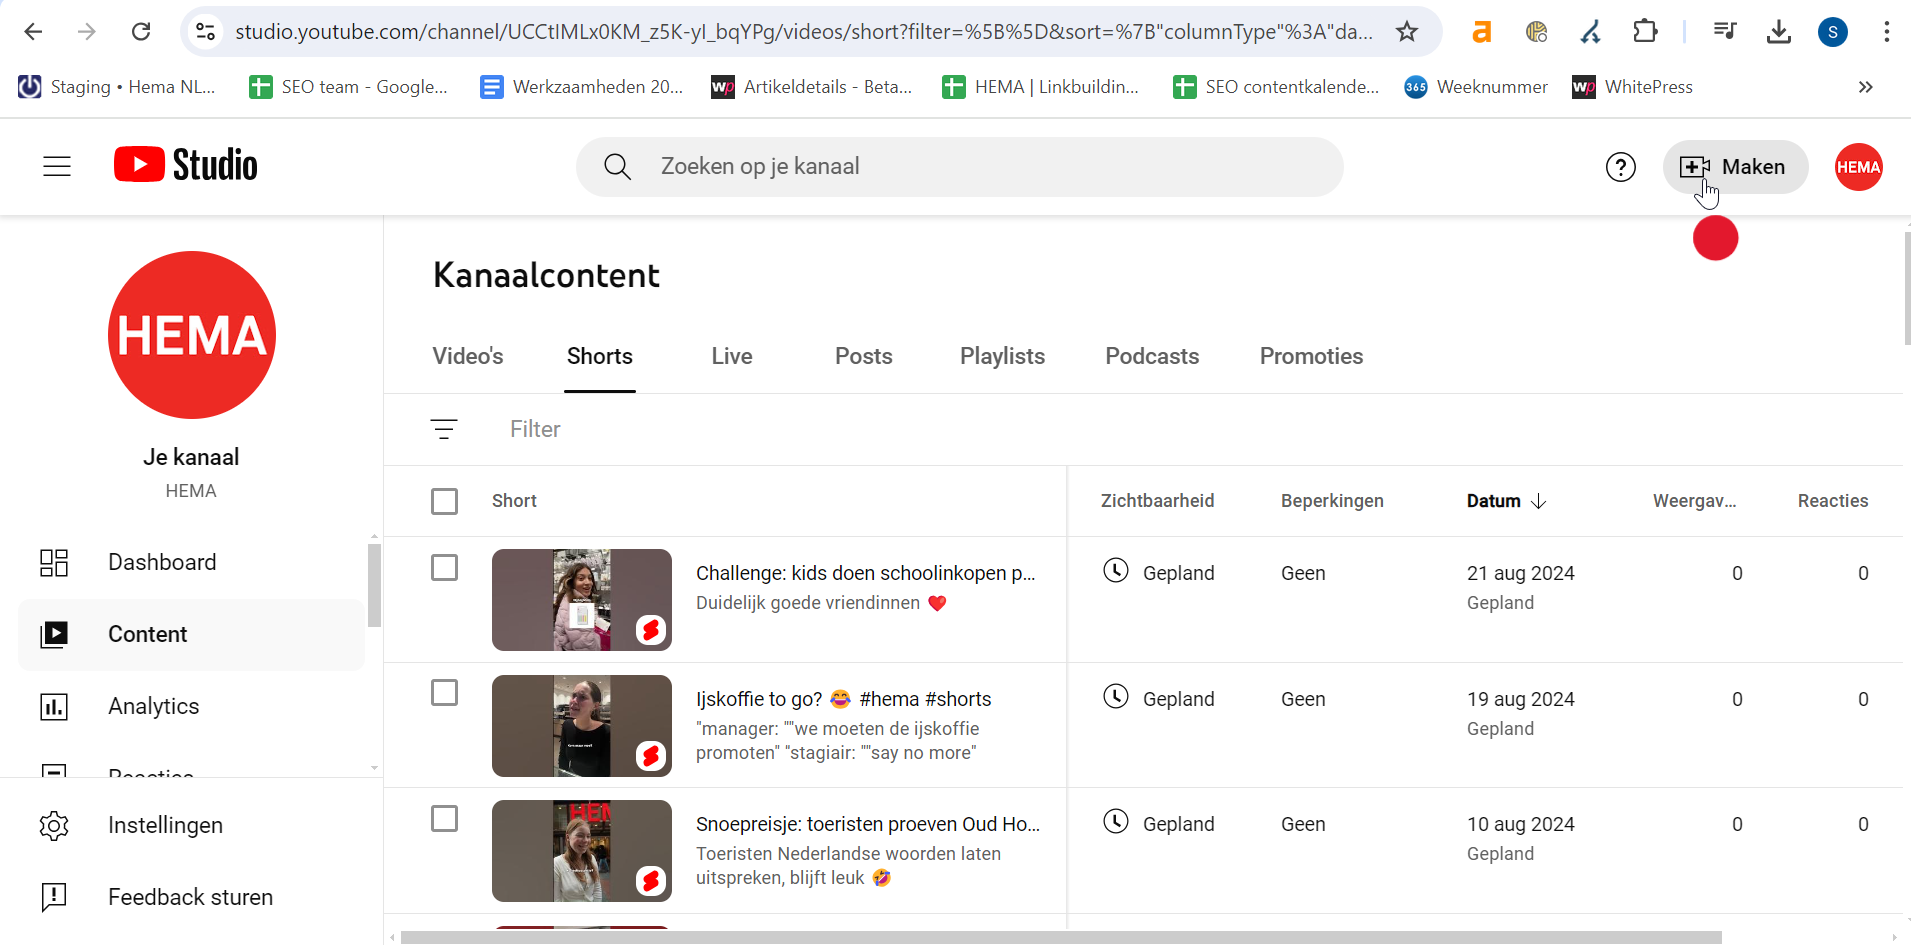 studio.youtube.com/channel/UCCtIMLx0KM_z5K-yl_bqYPg/videos/short?filter=%5B%5D&sort=%7B"columnType"%3A"da...
S
Staging • Hema NL...
SEO team - Google...
Werkzaamheden 20...
Artikeldetails - Beta...
HEMA | Linkbuildin...
SEO contentkalende...
365 Weeknummer
WhitePress
Studio
Zoeken op je kanaal
Maken
HEMA
HEMA
Je kanaal
HEMA
Dashboard
Content
Analytics
Reacties
Instellingen
Feedback sturen
Kanaalcontent
Video's Shorts Live Posts Playlists Podcasts Promoties
Filter
Short Zichtbaarheid Beperkingen Datum Weergav... Reacties
Challenge: kids doen schoolinkopen p... Gepland Geen 21 aug 2024 0 0
Duidelijk goede vriendinnen ❤️ Gepland
Ijskoffie to go? 😂 #hema #shorts Gepland Geen 19 aug 2024 0 0
"manager: ""we moeten de ijskoffie Gepland
promoten" "stagiair: ""say no more"
Snoepreisje: toeristen proeven Oud Ho... Gepland Geen 10 aug 2024 0 0
Toeristen Nederlandse woorden laten Gepland
uitspreken, blijft leuk 🤣